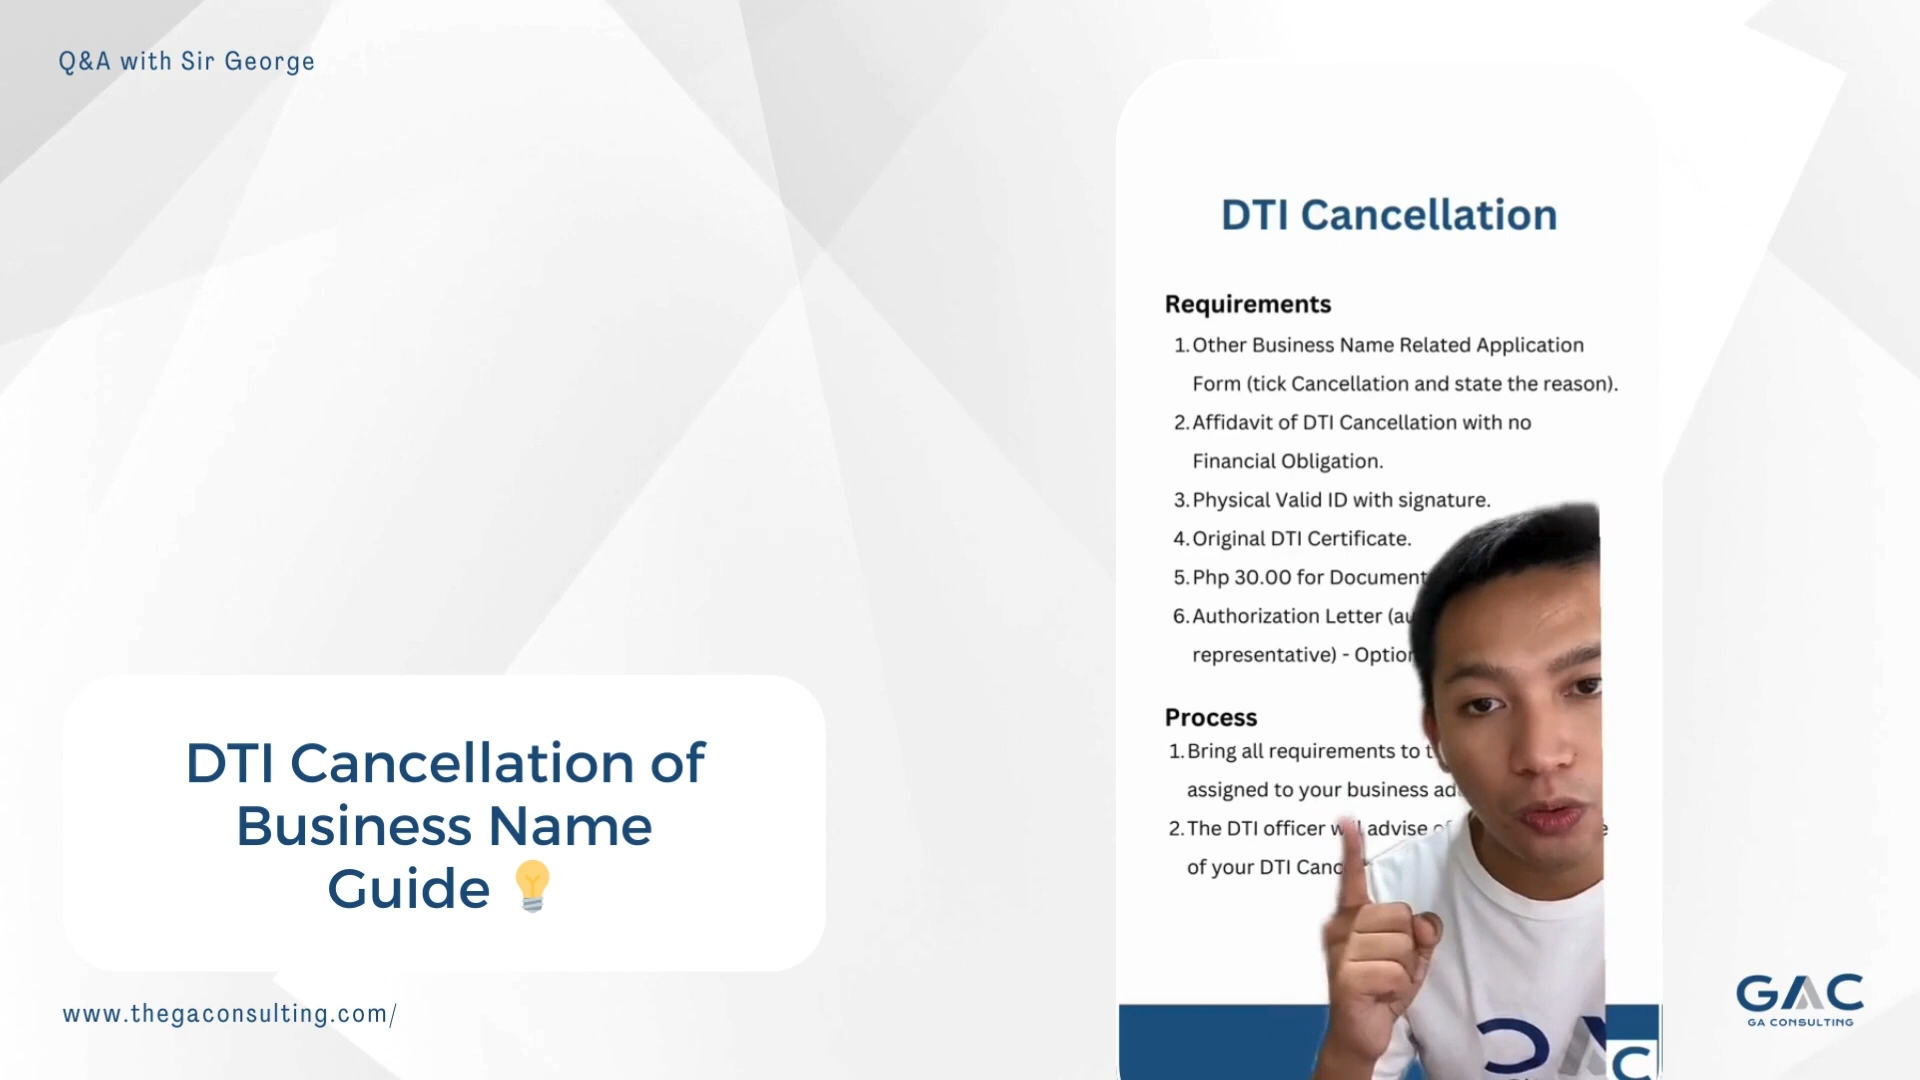 Q&A with Sir George
DTI Cancellation
Requirements
1. Other Business Name Related Application
Form (tick Cancellation and state the reason).
2. Affidavit of DTI Cancellation with no
Financial Obligation.
3. Physical Valid ID with signature.
4. Original DTI Certificate.
5. Php 30.00 for Document
6. Authorization Letter
representative) -
Process
1. Bring all requirements to
assigned to your business
2. The DTI officer advise
of your DTI
DTI Cancellation of
Business Name
Guide 💡
www.thegaconsulting.com/
GAC
GA CONSULTING